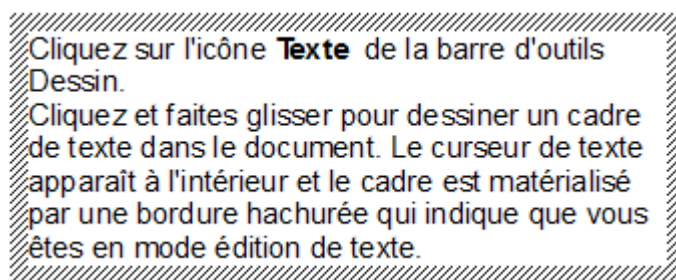 Cliquez sur l'icône Texte de la barre d'outils
Dessin.
Cliquez et faites glisser pour dessiner un cadre
de texte dans le document. Le curseur de texte
apparaît à l'intérieur et le cadre est matérialisé
par une bordure hachurée qui indique que vous
êtes en mode édition de texte.